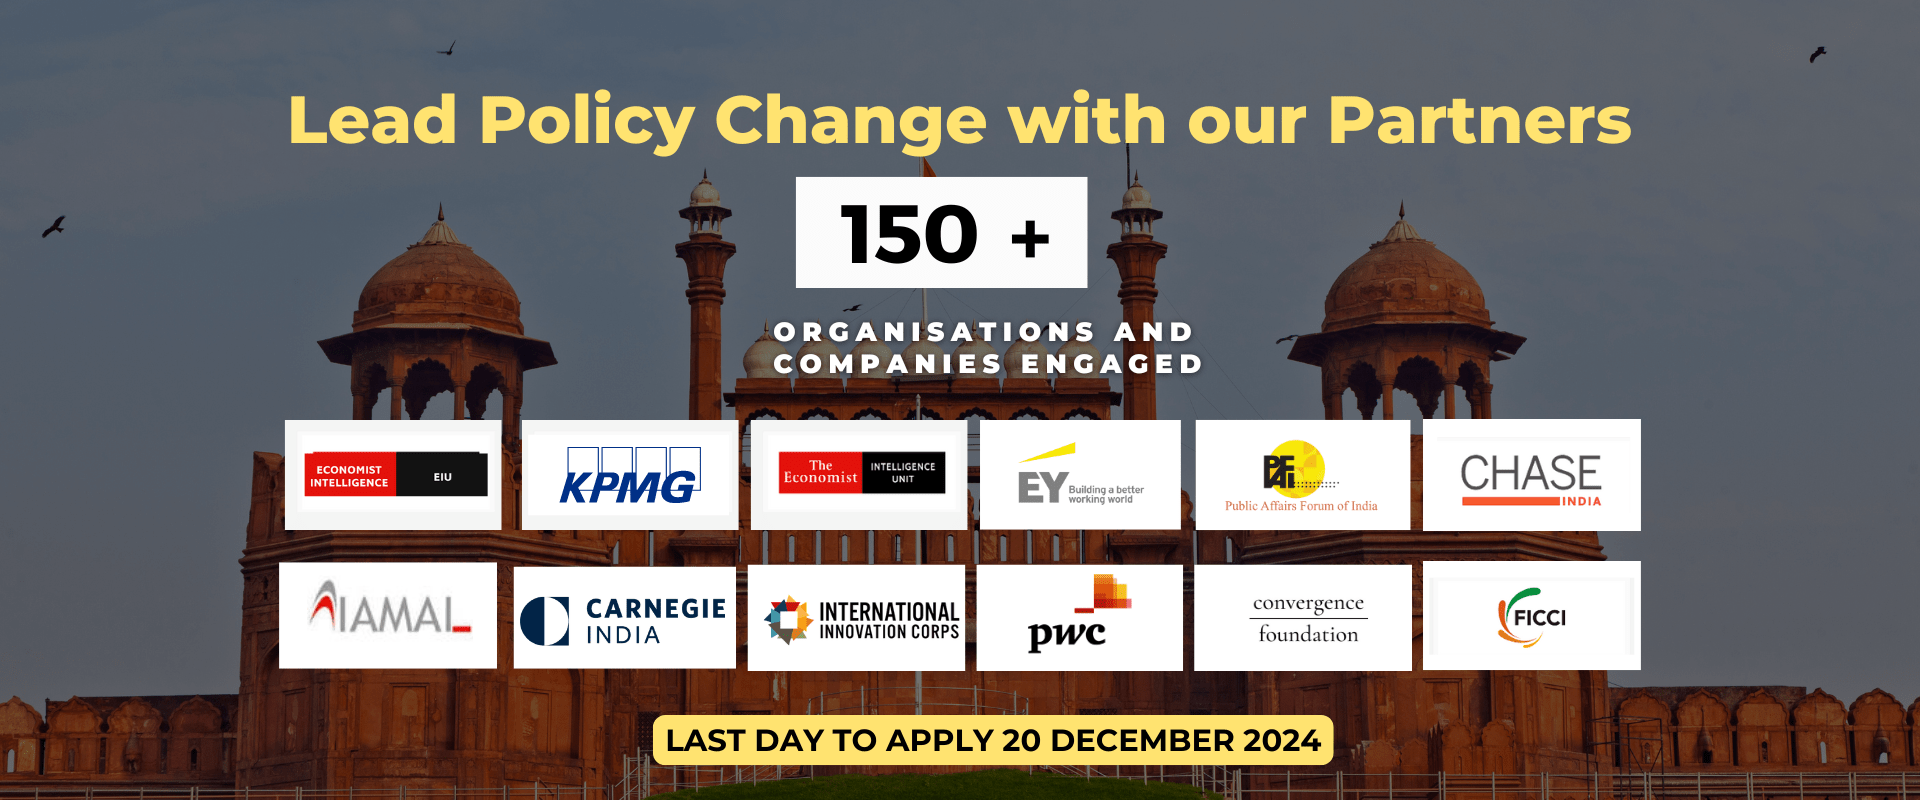 Lead Policy Change with our Partners
150 +
ORGANISATIONS AND
COMPANIES ENGAGED
ECONOMIST
INTELLIGENCE
EIU
KPMG
The
Economist
INTELLIGENCE
UNIT
EY
Building a better
working world
PAFI
Public Affairs Forum of India
CHASE
INDIA
IAMAI
CARNEGIE
INDIA
INTERNATIONAL
INNOVATION CORPS
pwc
convergence
foundation
FICCI
LAST DAY TO APPLY 20 DECEMBER 2024